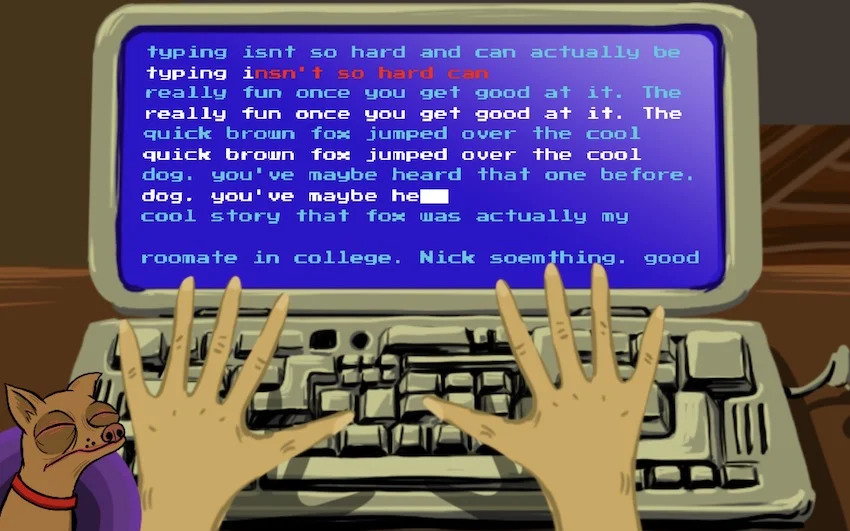 typing isnt so hard and can actually be
typing insn't so hard can
really fun once you get good at it. The
really fun once you get good at it. The
quick brown fox jumped over the cool
quick brown fox jumped over the cool
dog. you've maybe heard that one before.
dog. you've maybe he
cool story that fox was actually my
roomate in college. Nick soemthing. good